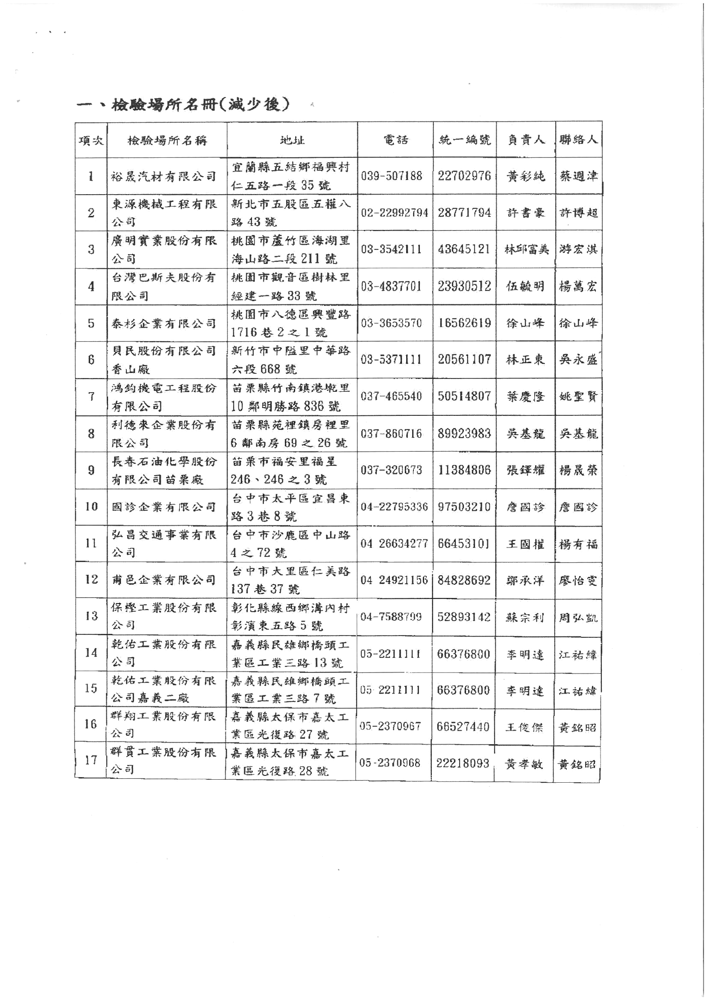 一、檢驗場所名冊(減少後)
項次 檢驗場所名稱 地址 電話 統一編號 負責人 聯絡人
1 裕晟汽材有限公司 宜蘭縣五結鄉福興村 039-507188 22702976 黃彩純 蔡週津
仁五路一段 35 號
2 東源機械工程有限 新北市五股區五權八 02-22992794 28771794 許書豪 許博超
公司 路 43 號
3 廣明實業股份有限 桃園市蘆竹區海湖里 03-3542111 43645121 林邱富美 游宏淇
公司 海山路二段 211 號
4 台灣巴斯夫股份有 桃園市觀音區樹林里 03-4837701 23930512 伍毓明 楊萬宏
限公司 經建一路 33 號
5 泰杉企業有限公司 桃園市八德區興豐路 03-3653570 16562619 徐山峰 徐山峰
1716 巷 2 之 1 號
6 貝民股份有限公司 新竹市中隘里中華路 03-5371111 20561107 林正東 吳永盛
香山廠 六段 668 號
7 鴻鈞機電工程股份 苗栗縣竹南鎮港墘里 037-465540 50514807 葉慶隆 姚聖賢
有限公司 10 鄰明勝路 836 號
8 利德來企業股份有 苗栗縣苑裡鎮房裡里 037-860716 89923983 吳基龍 吳基龍
限公司 6 鄰南房 69 之 26 號
9 長春石油化學股份 苗栗市福安里福星 037-320673 11384806 張鐸耀 楊晟榮
有限公司苗栗廠 246、246 之 3 號
10 國診企業有限公司 台中市太平區宜昌東 04-22795336 97503210 詹國診 詹國診
路 3 巷 8 號
11 弘昌交通事業有限 台中市沙鹿區中山路 04 26634277 66453101 王國權 楊有福
公司 4 之 72 號
12 甫邑企業有限公司 台中市大里區仁美路 04 24921156 84828692 鄒承洋 廖怡雯
137 巷 37 號
13 保樫工業股份有限 彰化縣線西鄉溝內村 04-7588799 52893142 蘇宗利 周弘凱
公司 彰濱東五路 5 號
14 乾佑工業股份有限 嘉義縣民雄鄉橋頭工 05-2211111 66376800 李明達 江祐緯
公司 業區工業三路 13 號
15 乾佑工業股份有限 嘉義縣民雄鄉橋頭工 05 2211111 66376800 李明達 江祐緯
公司嘉義二廠 業區工業三路 7 號
16 群翔工業股份有限 嘉義縣太保市嘉太工 05-2370967 66527440 王俊傑 黃銘昭
公司 業區光復路 27 號
17 群貫工業股份有限 嘉義縣太保市嘉太工 05-2370968 22218093 黃孝敏 黃銘昭
公司 業區光復路 28 號